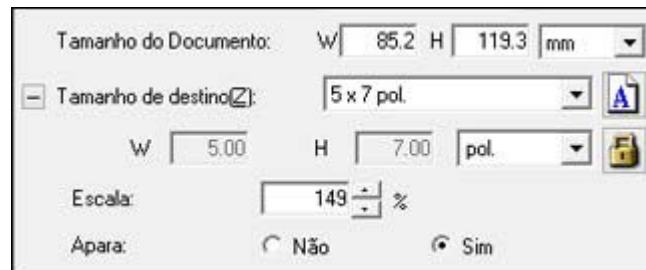 Tamanho do Documento: W 85.2 H 119.3 mm
Tamanho de destino(Z): 5 x 7 pol.
W 5.00 H 7.00 pol.
Escala: 149 %
Apara: Não Sim